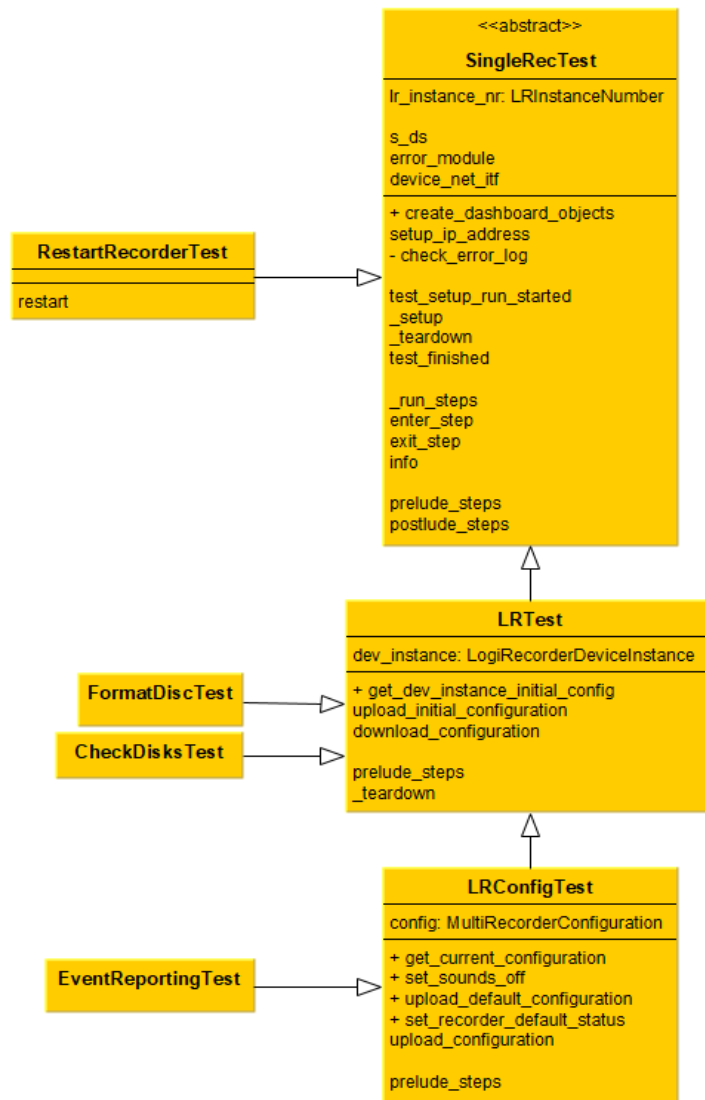 <<abstract>>
SingleRecTest
lr_instance_nr: LRInstanceNumber
s_ds
error_module
device_net_itf
+ create_dashboard_objects
setup_ip_address
- check_error_log
test_setup_run_started
_setup
_teardown
test_finished
_run_steps
enter_step
exit_step
info
prelude_steps
postlude_steps
RestartRecorderTest
restart
LRTest
dev_instance: LogiRecorderDeviceInstance
+ get_dev_instance_initial_config
upload_initial_configuration
download_configuration
prelude_steps
_teardown
FormatDiscTest
CheckDisksTest
LRConfigTest
config: MultiRecorderConfiguration
+ get_current_configuration
+ set_sounds_off
+ upload_default_configuration
+ set_recorder_default_status
upload_configuration
prelude_steps
EventReportingTest